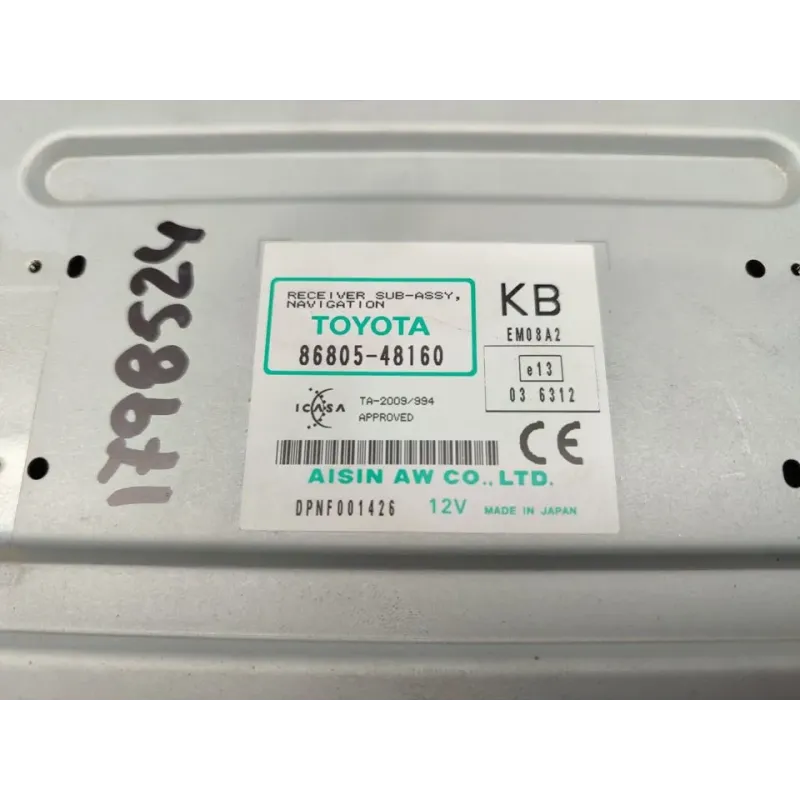 1798524
RECEIVER SUB-ASSY,
NAVIGATION
TOYOTA
86805-48160
KB
EM08A2
e13
03 6312
ICASA
TA-2009/994
APPROVED
CE
AISIN AW CO.,LTD.
DPNF001426 12V MADE IN JAPAN